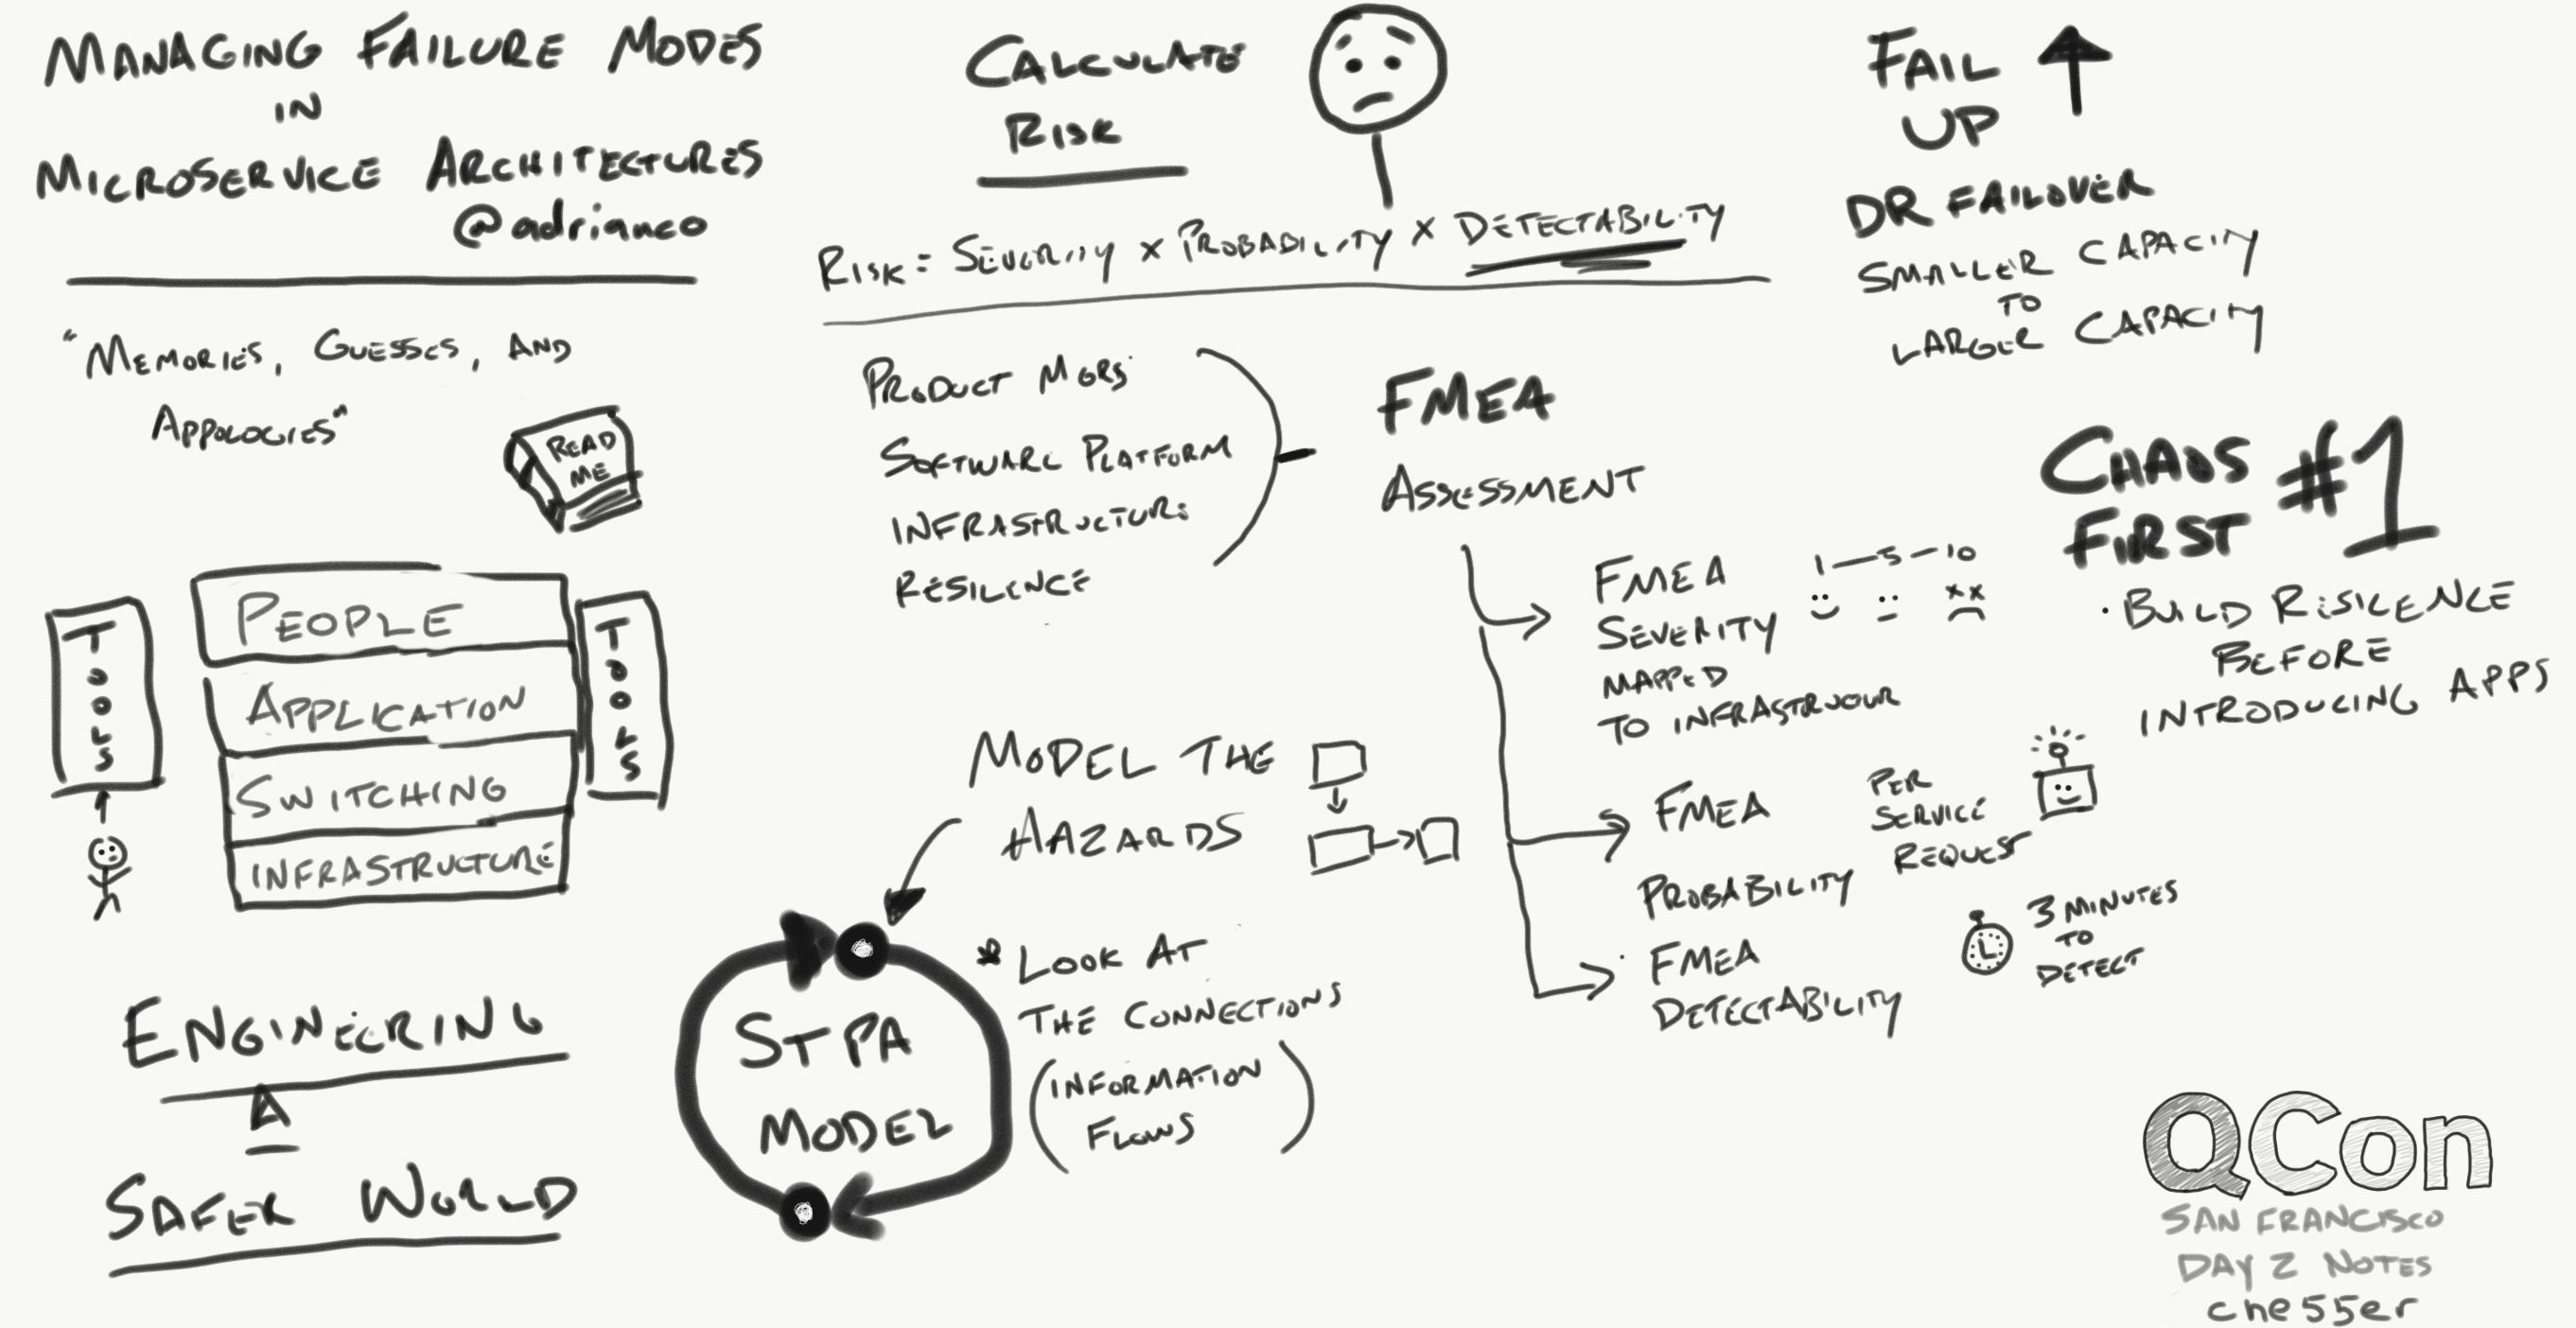 MANAGING FAILURE MODES
IN
MICROSERVICE ARCHITECTURES
@adrianco
"MEMORIES, GUESSES, AND
APPOLOGIES"
READ
ME
TOOLS
PEOPLE
APPLICATION
SWITCHING
INFRASTRUCTURE
TOOLS
ENGINEERING
A
SAFER WORLD
CALCULATE
RISK
RISK = SEVERITY x PROBABILITY x DETECTABILITY
PRODUCT MGRS
SOFTWARE PLATFORM
INFRASTRUCTURE
RESILENCE
FMEA
ASSESSMENT
FMEA
SEVERITY
MAPPED
TO INFRASTRUCUUR
1 — 5 — 10
FMEA
PROBABILITY
PER
SERVICE
REQUEST
FMEA
DETECTABILITY
3 MINUTES
TO
DETECT
MODEL THE
HAZARDS
STPA
MODEL
* LOOK AT
THE CONNECTIONS
(INFORMATION
FLOWS)
FAIL
UP
DR FAILOVER
SMALLER CAPACITY
TO
LARGER CAPACITY
CHAOS
FIRST #1
· BUILD RISILENCE
BEFORE
INTRODUCING APPS
QCon
SAN FRANCISCO
DAY 2 NOTES
che55er